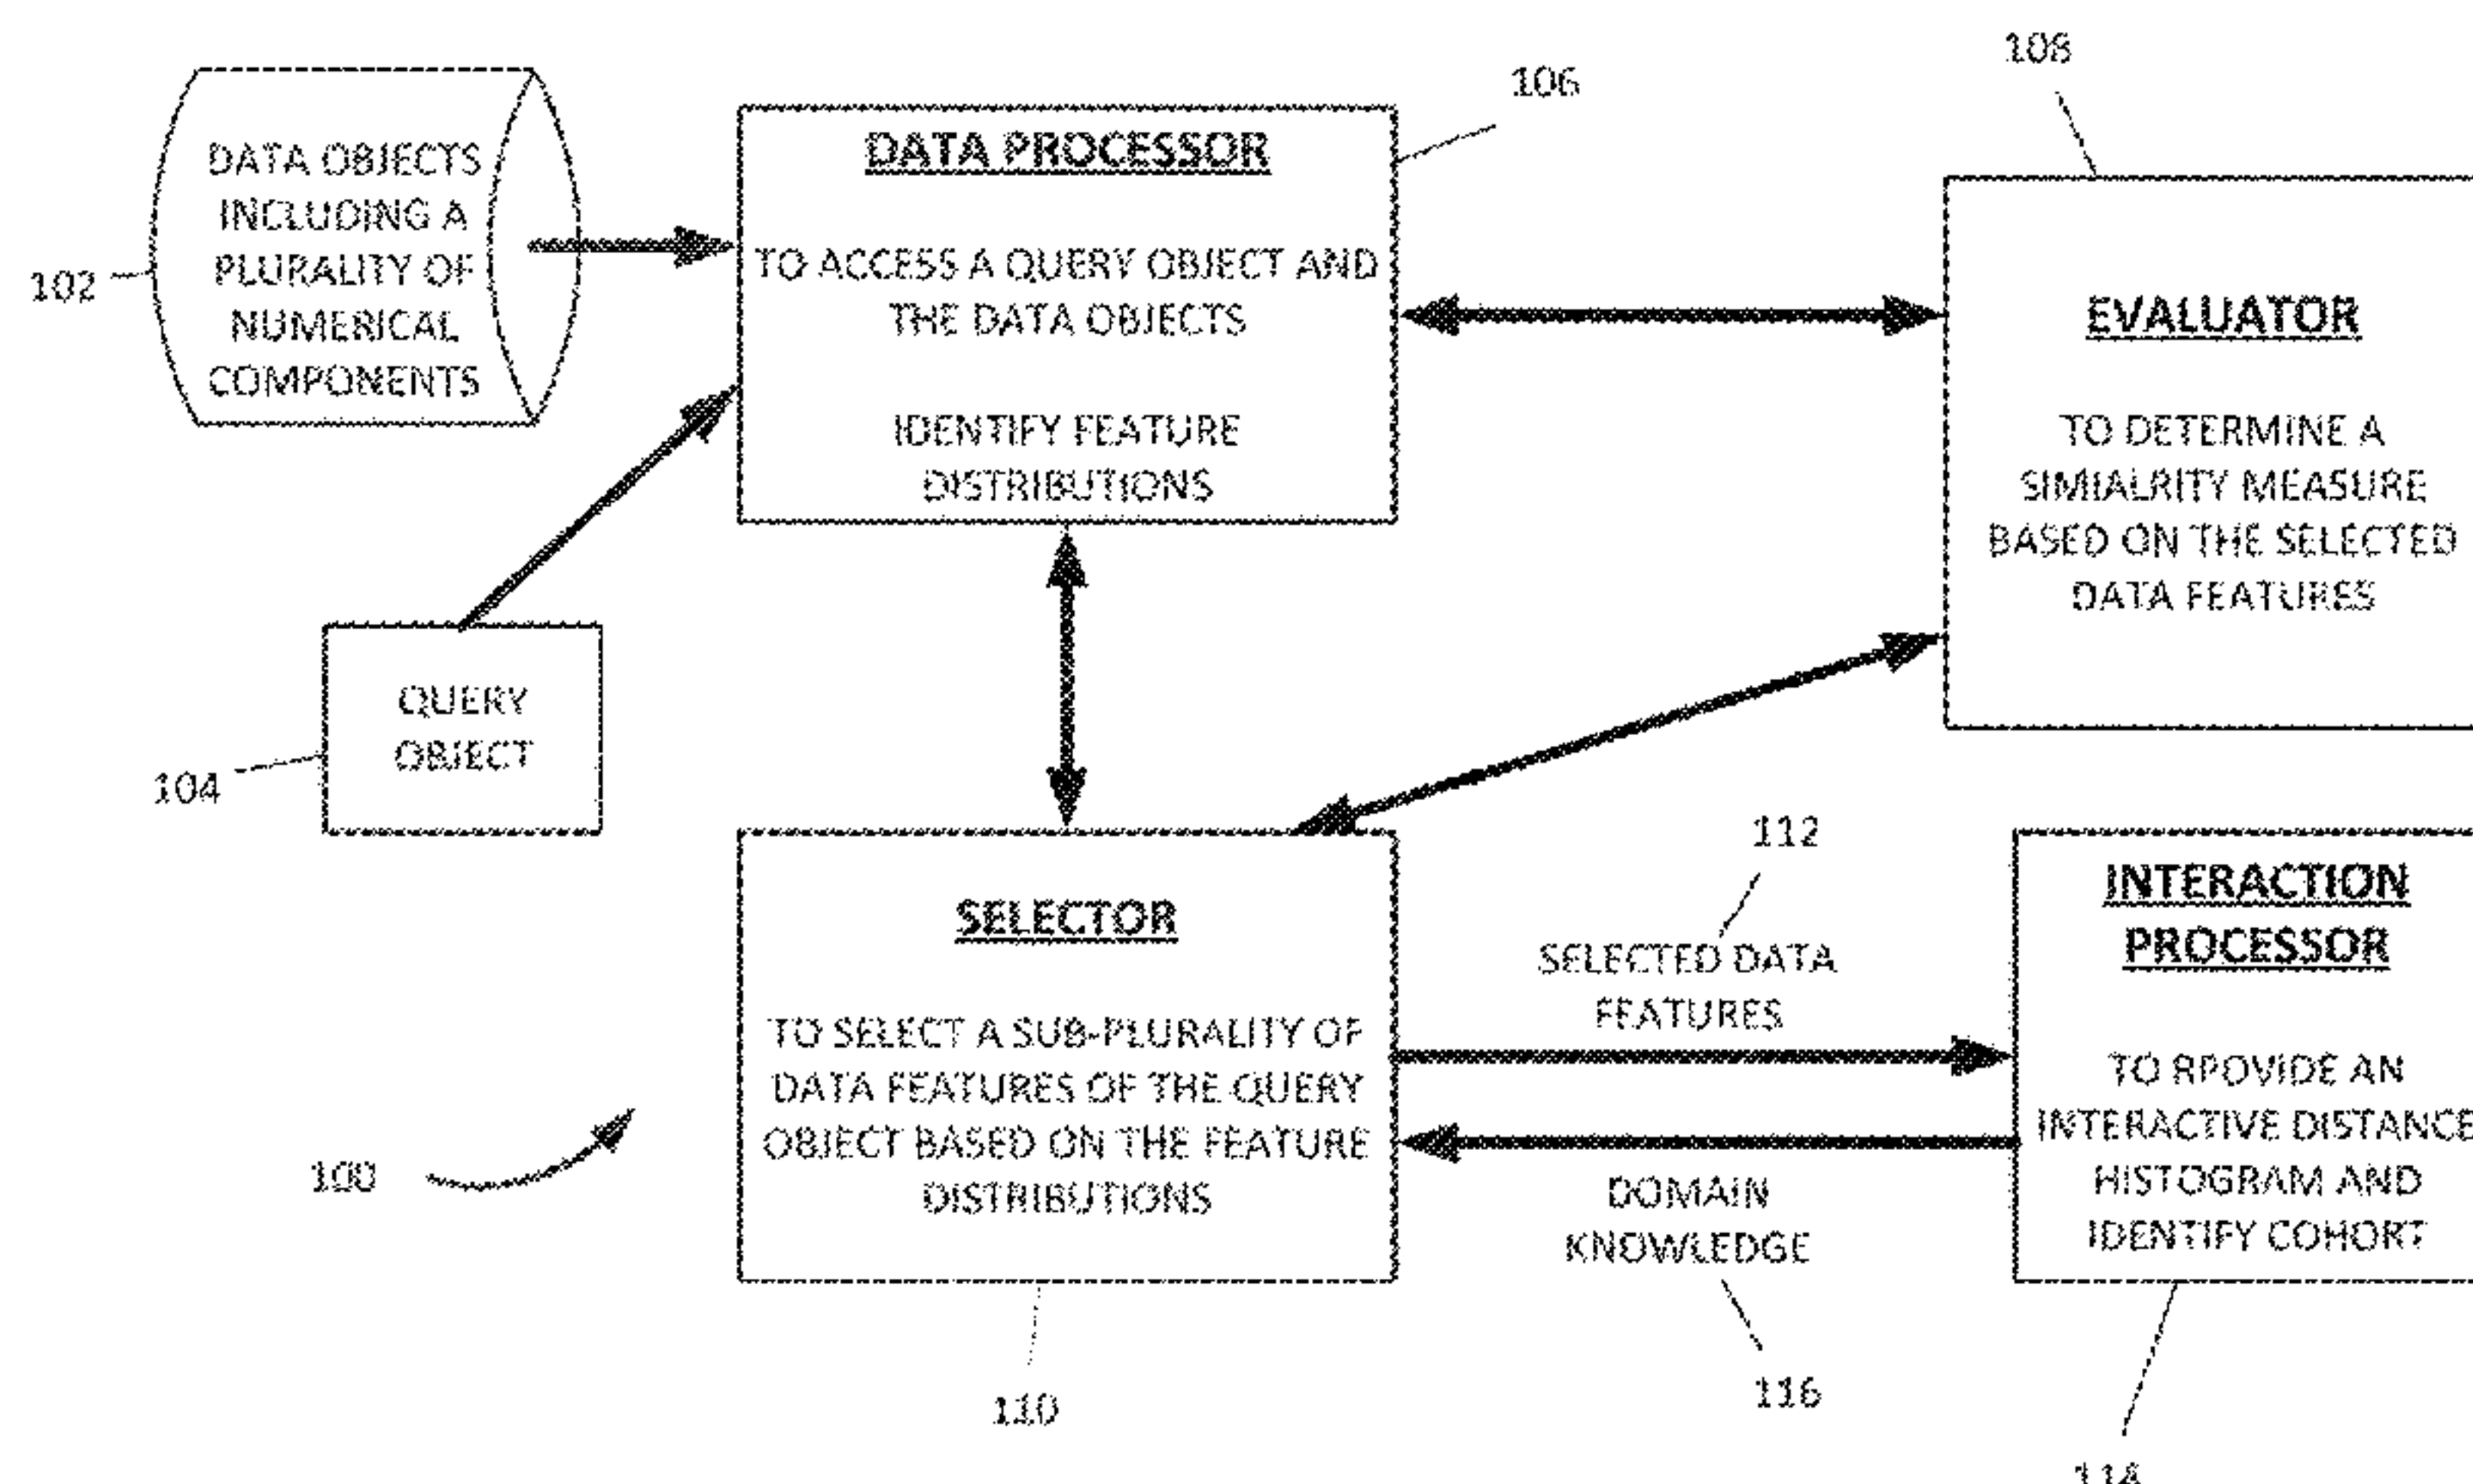 108
106
DATA PROCESSOR
DATA OBJECTS
INCLUDING A
PLURALITY OF
NUMERICAL
COMPONENTS
102
TO ACCESS A QUERY OBJECT AND
THE DATA OBJECTS
IDENTIFY FEATURE
DISTRIBUTIONS
EVALUATOR
TO DETERMINE A
SIMIALRITY MEASURE
BASED ON THE SELECTED
DATA FEATURES
QUERY
OBJECT
104
112
SELECTOR
TO SELECT A SUB-PLURALITY OF
DATA FEATURES OF THE QUERY
OBJECT BASED ON THE FEATURE
DISTRIBUTIONS
SELECTED DATA
FEATURES
INTERACTION
PROCESSOR
TO RPOVIDE AN
INTERACTIVE DISTANCE
HISTOGRAM AND
IDENTIFY COHORT
100
DOMAIN
KNOWLEDGE
116
110
114